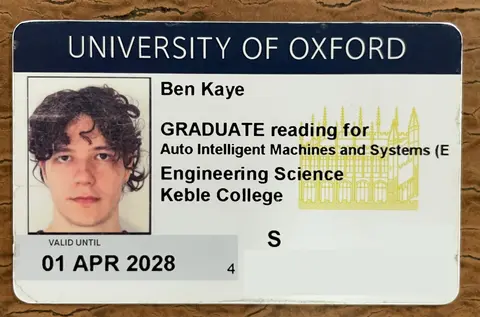 UNIVERSITY OF OXFORD
Ben Kaye
GRADUATE reading for
Auto Intelligent Machines and Systems (E
Engineering Science
Keble College
VALID UNTIL
S
01 APR 2028
4